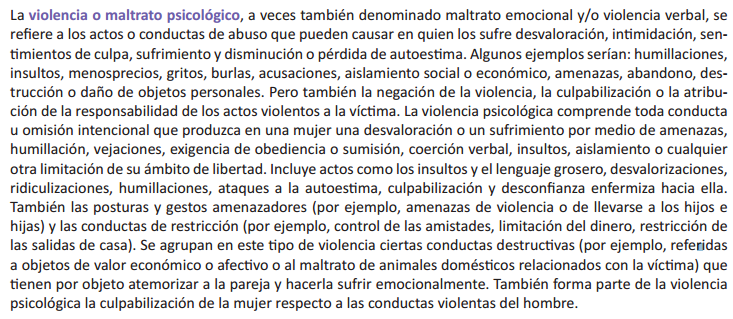 La violencia o maltrato psicológico, a veces también denominado maltrato emocional y/o violencia verbal, se
refiere a los actos o conductas de abuso que pueden causar en quien los sufre desvaloración, intimidación, sen-
timientos de culpa, sufrimiento y disminución o pérdida de autoestima. Algunos ejemplos serían: humillaciones,
insultos, menosprecios, gritos, burlas, acusaciones, aislamiento social o económico, amenazas, abandono, des-
trucción o daño de objetos personales. Pero también la negación de la violencia, la culpabilización o la atribu-
ción de la responsabilidad de los actos violentos a la víctima. La violencia psicológica comprende toda conducta
u omisión intencional que produzca en una mujer una desvaloración o un sufrimiento por medio de amenazas,
humillación, vejaciones, exigencia de obediencia o sumisión, coerción verbal, insultos, aislamiento o cualquier
otra limitación de su ámbito de libertad. Incluye actos como los insultos y el lenguaje grosero, desvalorizaciones,
ridiculizaciones, humillaciones, ataques a la autoestima, culpabilización y desconfianza enfermiza hacia ella.
También las posturas y gestos amenazadores (por ejemplo, amenazas de violencia o de llevarse a los hijos e
hijas) y las conductas de restricción (por ejemplo, control de las amistades, limitación del dinero, restricción de
las salidas de casa). Se agrupan en este tipo de violencia ciertas conductas destructivas (por ejemplo, referidas
a objetos de valor económico o afectivo o al maltrato de animales domésticos relacionados con la víctima) que
tienen por objeto atemorizar a la pareja y hacerla sufrir emocionalmente. También forma parte de la violencia
psicológica la culpabilización de la mujer respecto a las conductas violentas del hombre.